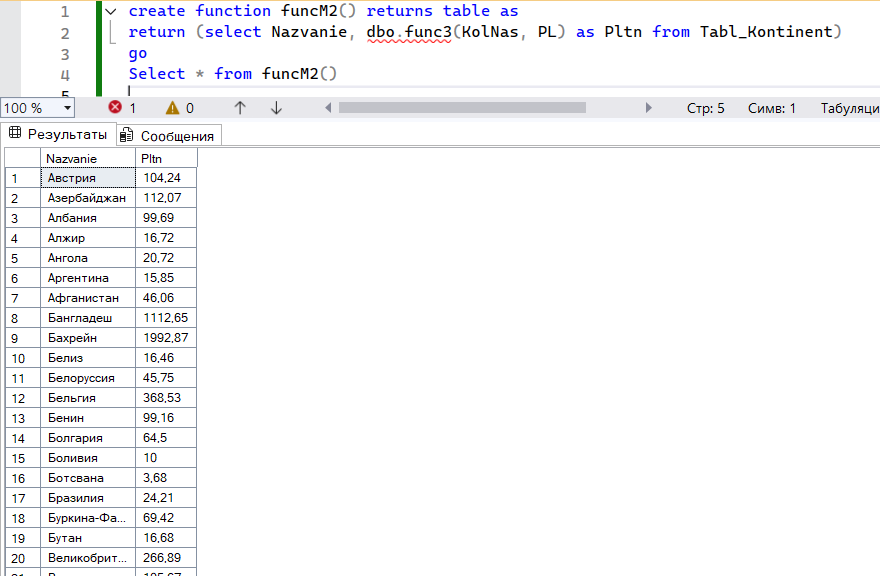 1 create function funcM2() returns table as
2 return (select Nazvanie, dbo.func3(KolNas, PL) as Pltn from Tabl_Kontinent)
3 go
4 Select * from funcM2()
5
100 % 1 0 Стр: 5 Симв: 1 Табуляци
Результаты Сообщения
Nazvanie Pltn
1 Австрия 104,24
2 Азербайджан 112,07
3 Албания 99,69
4 Алжир 16,72
5 Ангола 20,72
6 Аргентина 15,85
7 Афганистан 46,06
8 Бангладеш 1112,65
9 Бахрейн 1992,87
10 Белиз 16,46
11 Белоруссия 45,75
12 Бельгия 368,53
13 Бенин 99,16
14 Болгария 64,5
15 Боливия 10
16 Ботсвана 3,68
17 Бразилия 24,21
18 Буркина-Фа... 69,42
19 Бутан 16,68
20 Великобрит... 266,89